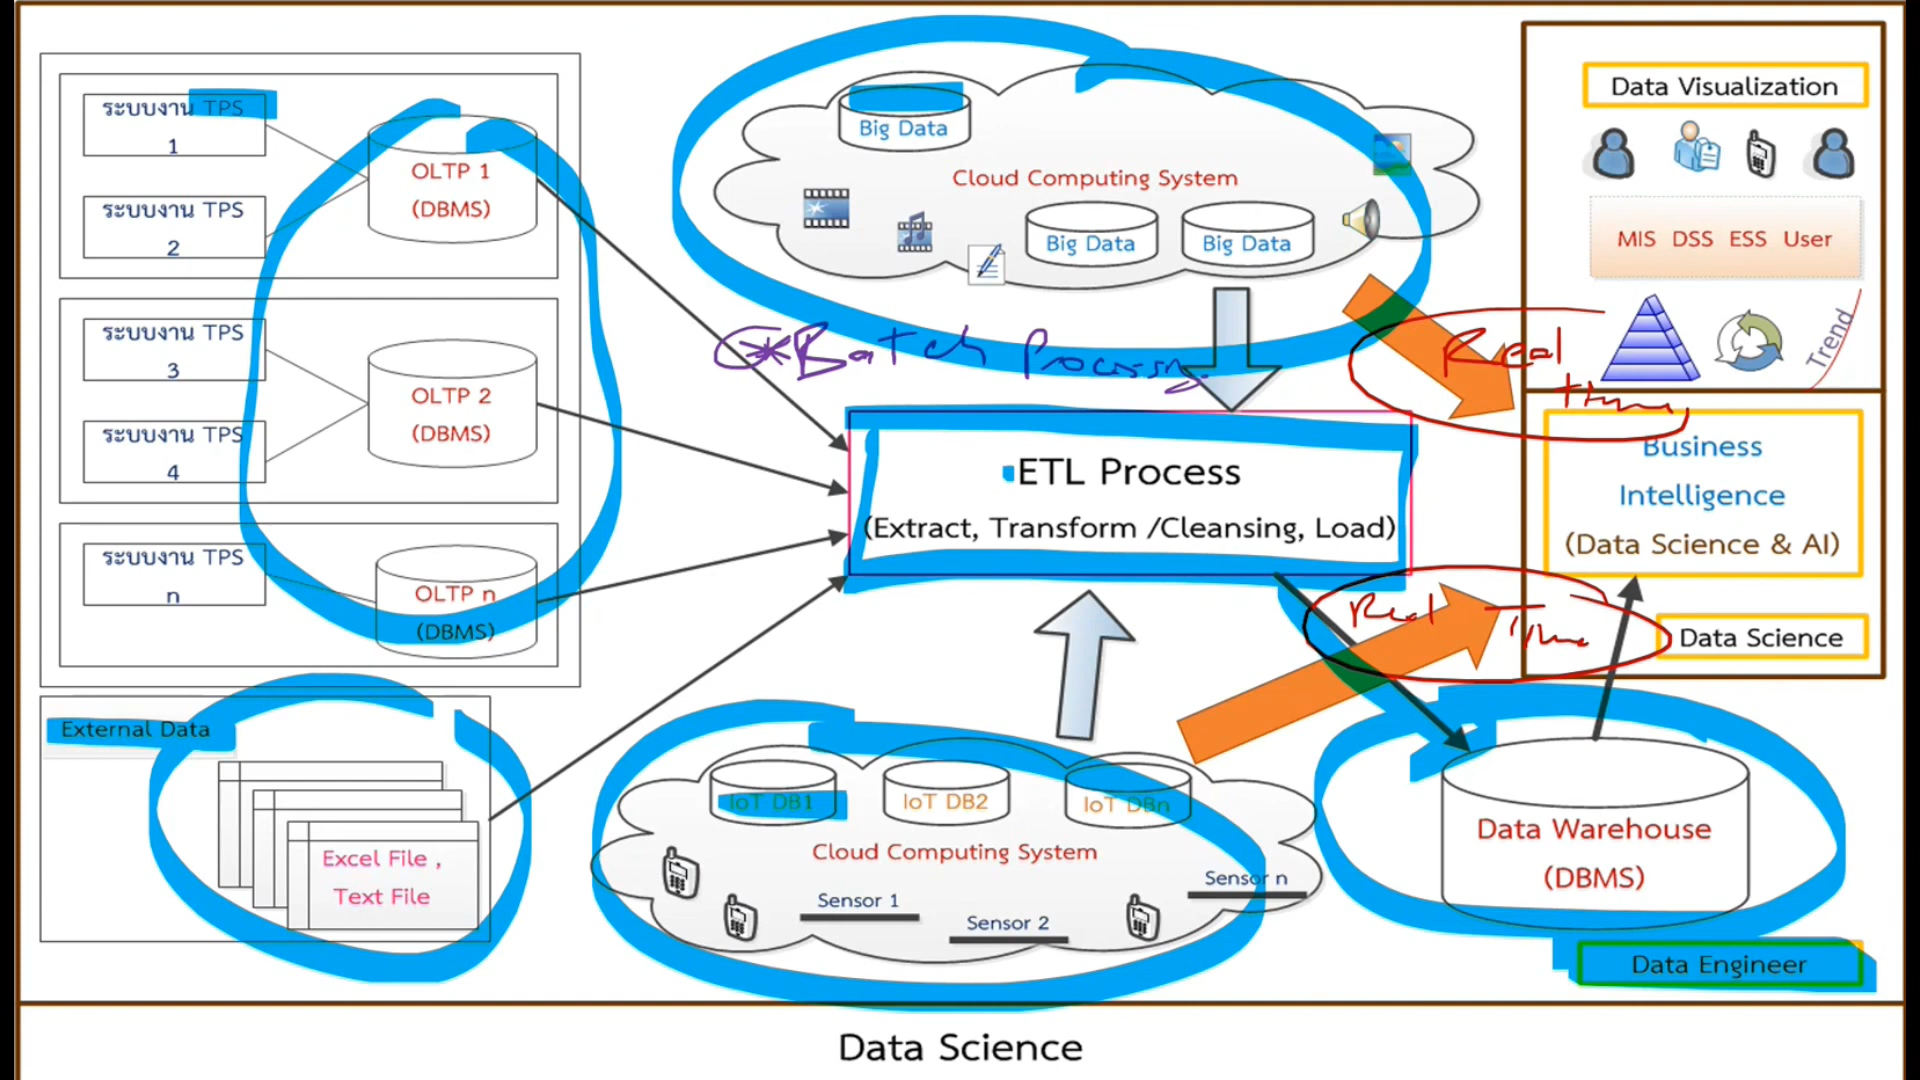 ระบบงาน TPS
1
ระบบงาน TPS
2
OLTP 1
(DBMS)
ระบบงาน TPS
3
ระบบงาน TPS
4
OLTP 2
(DBMS)
ระบบงาน TPS
n
OLTP n
(DBMS)
External Data
Excel File ,
Text File
Big Data
Cloud Computing System
Big Data
Big Data
*Batch Processing
Real
time
ETL Process
(Extract, Transform /Cleansing, Load)
Real Time
IoT DB1
IoT DB2
IoT DBn
Cloud Computing System
Sensor 1
Sensor 2
Sensor n
Data Visualization
MIS DSS ESS User
Trend
Business
Intelligence
(Data Science & AI)
Data Science
Data Warehouse
(DBMS)
Data Engineer
Data Science